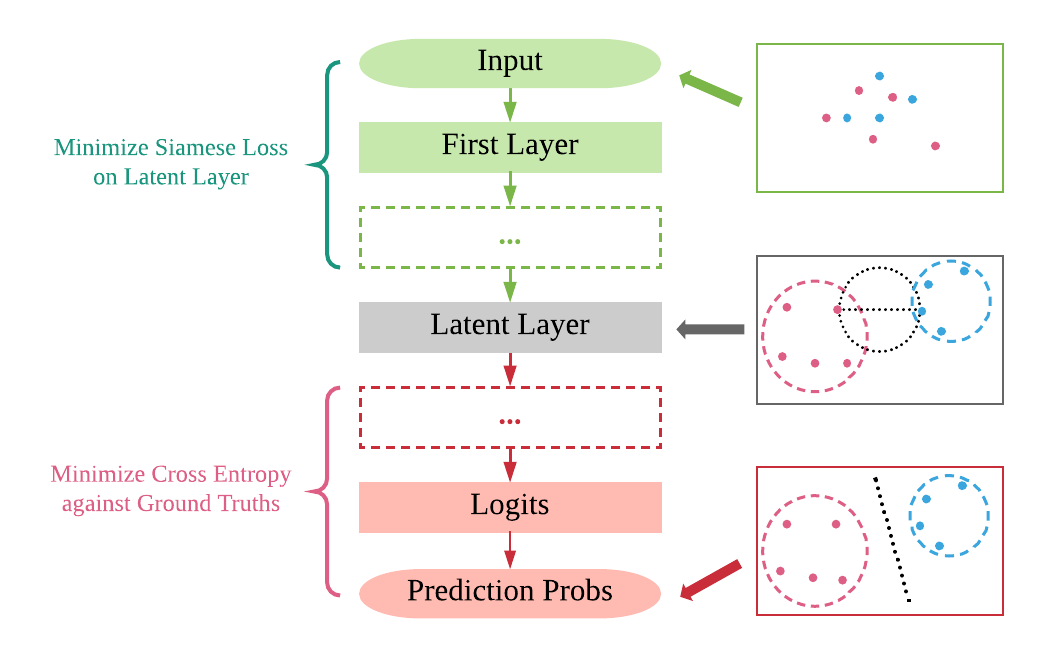 Input
First Layer
Minimize Siamese Loss
on Latent Layer
...
Latent Layer
...
Minimize Cross Entropy
against Ground Truths
Logits
Prediction Probs